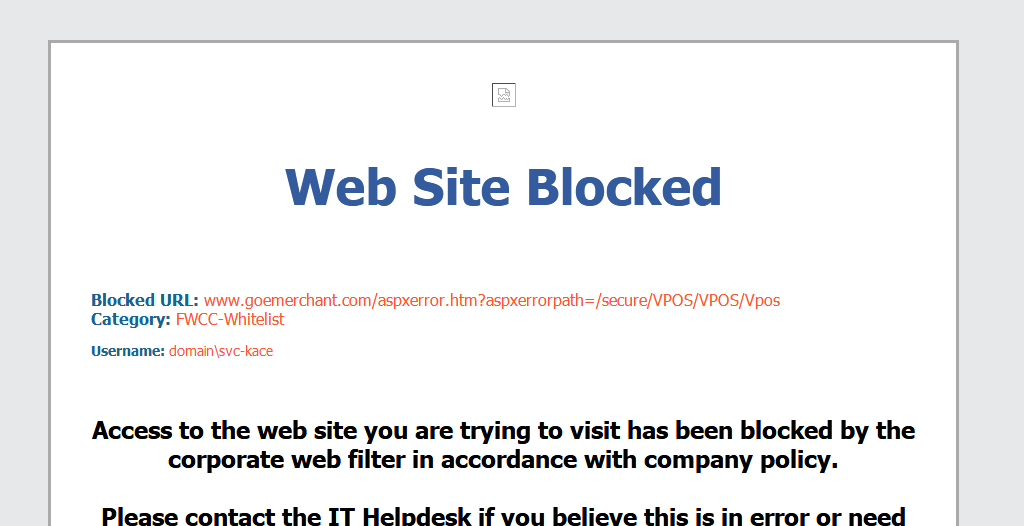 Web Site Blocked
Blocked URL: www.goemerchant.com/aspxerror.htm?aspxerrorpath=/secure/VPOS/VPOS/Vpos
Category: FWCC-Whitelist
Username: domain\svc-kace
Access to the web site you are trying to visit has been blocked by the
corporate web filter in accordance with company policy.
Please contact the IT Helpdesk if you believe this is in error or need